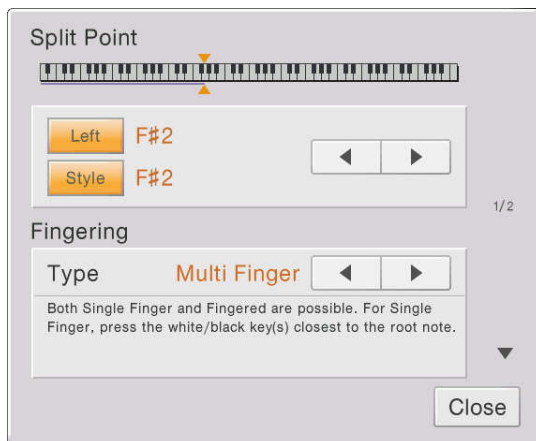 Split Point
Left F♯2
Style F♯2
1/2
Fingering
Type Multi Finger
Both Single Finger and Fingered are possible. For Single
Finger, press the white/black key(s) closest to the root note.
Close